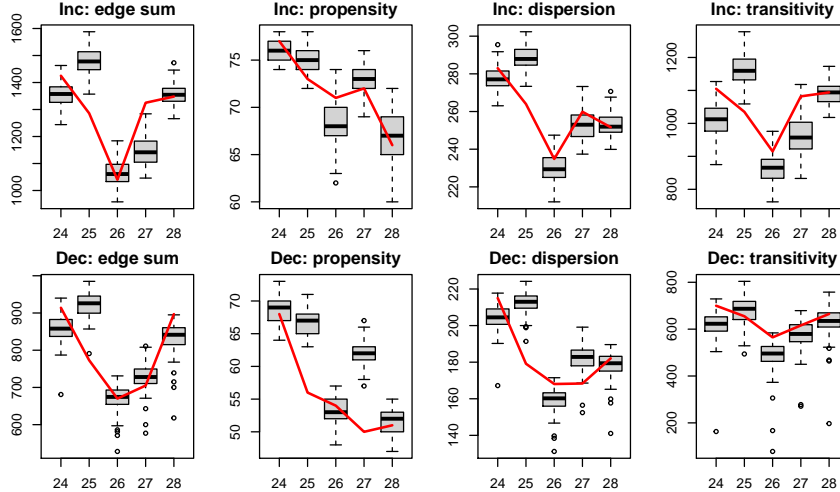 Inc: edge sum
1000 1200 1400 1600
24 25 26 27 28
Inc: propensity
60 65 70 75
24 25 26 27 28
Inc: dispersion
220 240 260 280 300
24 25 26 27 28
Inc: transitivity
800 1000 1200
24 25 26 27 28
Dec: edge sum
600 700 800 900
24 25 26 27 28
Dec: propensity
50 55 60 65 70
24 25 26 27 28
Dec: dispersion
140 160 180 200 220
24 25 26 27 28
Dec: transitivity
200 400 600 800
24 25 26 27 28